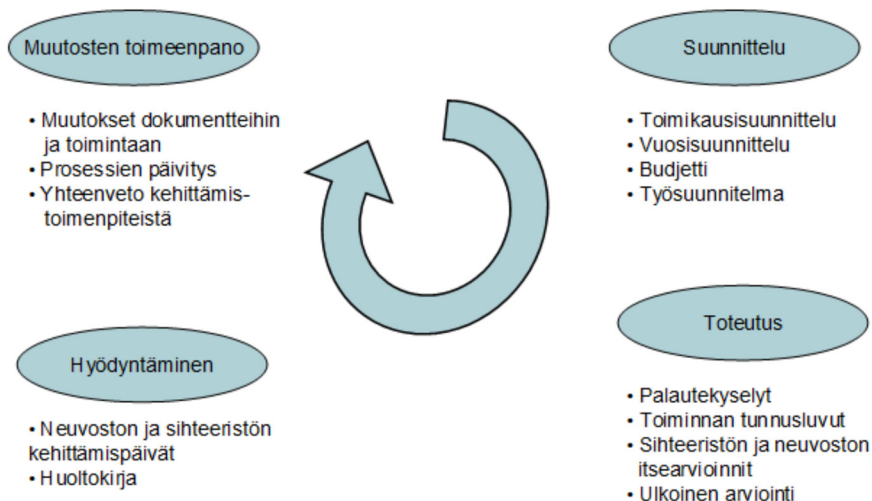 Muutosten toimeenpano
• Muutokset dokumentteihin
ja toimintaan
• Prosessien päivitys
• Yhteenveto kehittämis-
toimenpiteistä
Suunnittelu
• Toimikausisuunnittelu
• Vuosisuunnittelu
• Budjetti
• Työsuunnitelma
Hyödyntäminen
• Neuvoston ja sihteeristön
kehittämispäivät
• Huoltokirja
Toteutus
• Palautekyselyt
• Toiminnan tunnusluvut
• Sihteeristön ja neuvoston
itsearvioinnit
• Ulkoinen arviointi